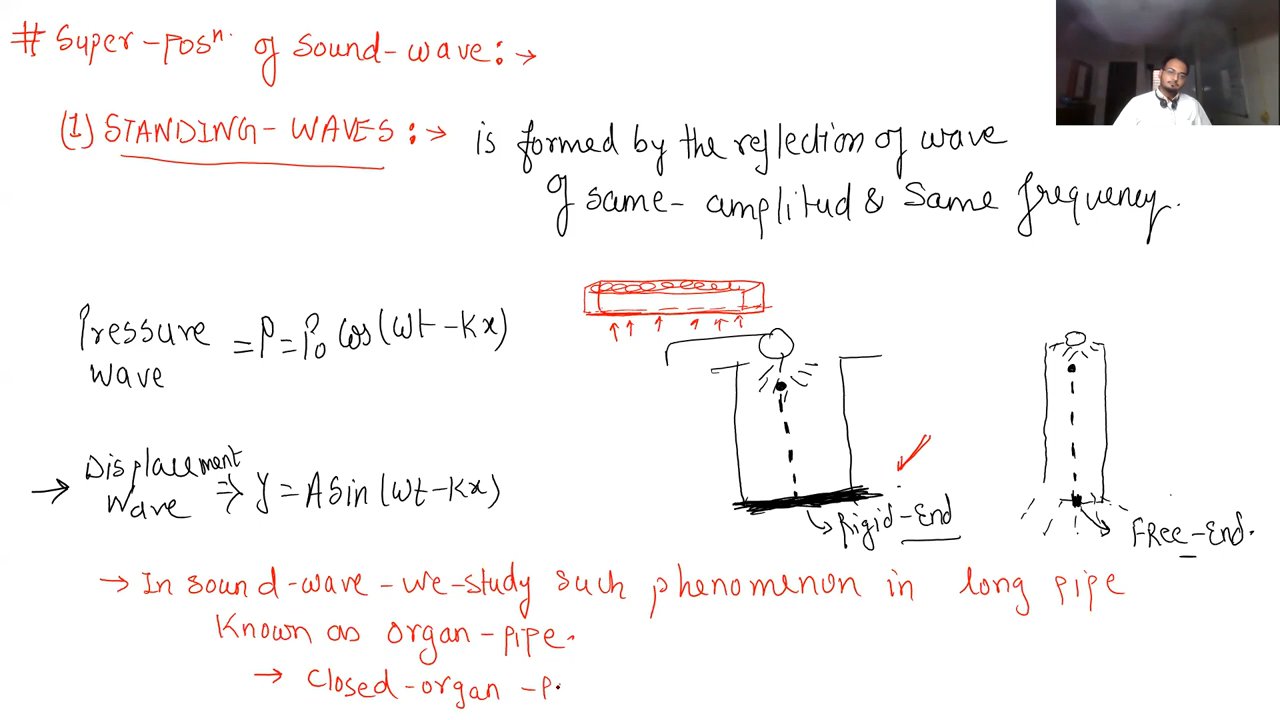 # Super-posⁿ. of sound-wave:→
(1) STANDING-WAVES:→ is formed by the reflection of wave
of same-amplitud & Same frequency.
Pressure wave = P = P₀ cos(wt-Kx)
→ Displacement wave ⇒ y = A sin(wt-Kx)
Rigid-End
FRee-End.
→ In sound-wave-we-study such phenomenon in long pipe
Known as organ-pipe.
→ closed-organ-p